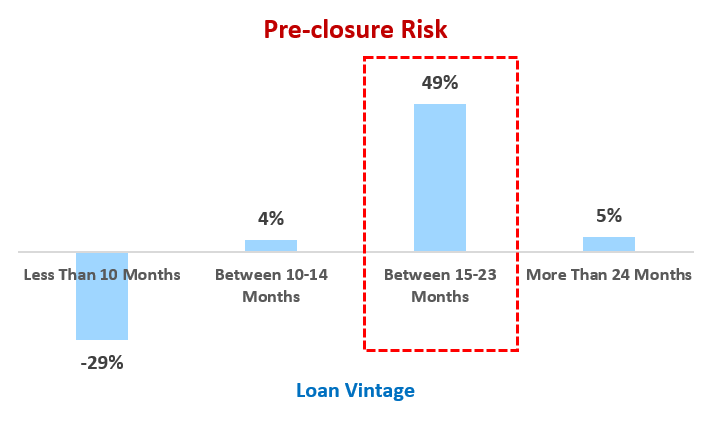 Pre-closure Risk
49%
4%
5%
Less Than 10 Months
Between 10-14
Months
Between 15-23
Months
More Than 24 Months
-29%
Loan Vintage